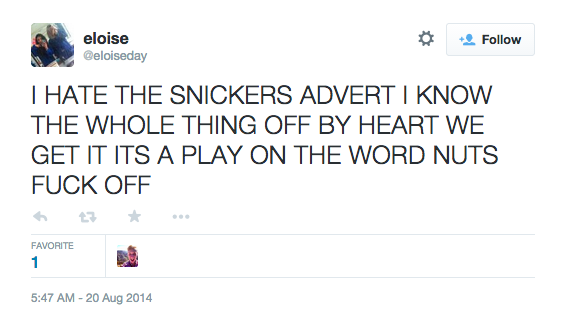 eloise
@eloiseday
Follow
I HATE THE SNICKERS ADVERT I KNOW
THE WHOLE THING OFF BY HEART WE
GET IT ITS A PLAY ON THE WORD NUTS
FUCK OFF
FAVORITE
1
5:47 AM - 20 Aug 2014